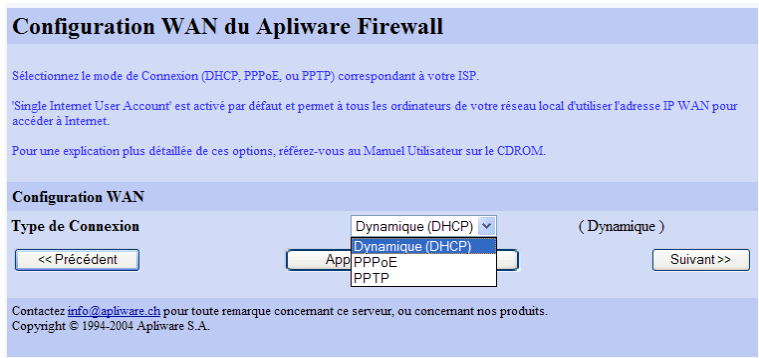 Configuration WAN du Apliware Firewall
Sélectionnez le mode de Connexion (DHCP, PPPoE, ou PPTP) correspondant à votre ISP.
'Single Internet User Account' est activé par défaut et permet à tous les ordinateurs de votre réseau local d'utiliser l'adresse IP WAN pour
accéder à Internet.
Pour une explication plus détaillée de ces options, référez-vous au Manuel Utilisateur sur le CDROM.
Configuration WAN
Type de Connexion Dynamique (DHCP) ( Dynamique )
Dynamique (DHCP)
<< Précédent App PPPoE Suivant >>
PPTP
Contactez info@apliware.ch pour toute remarque concernant ce serveur, ou concernant nos produits.
Copyright © 1994-2004 Apliware S.A.